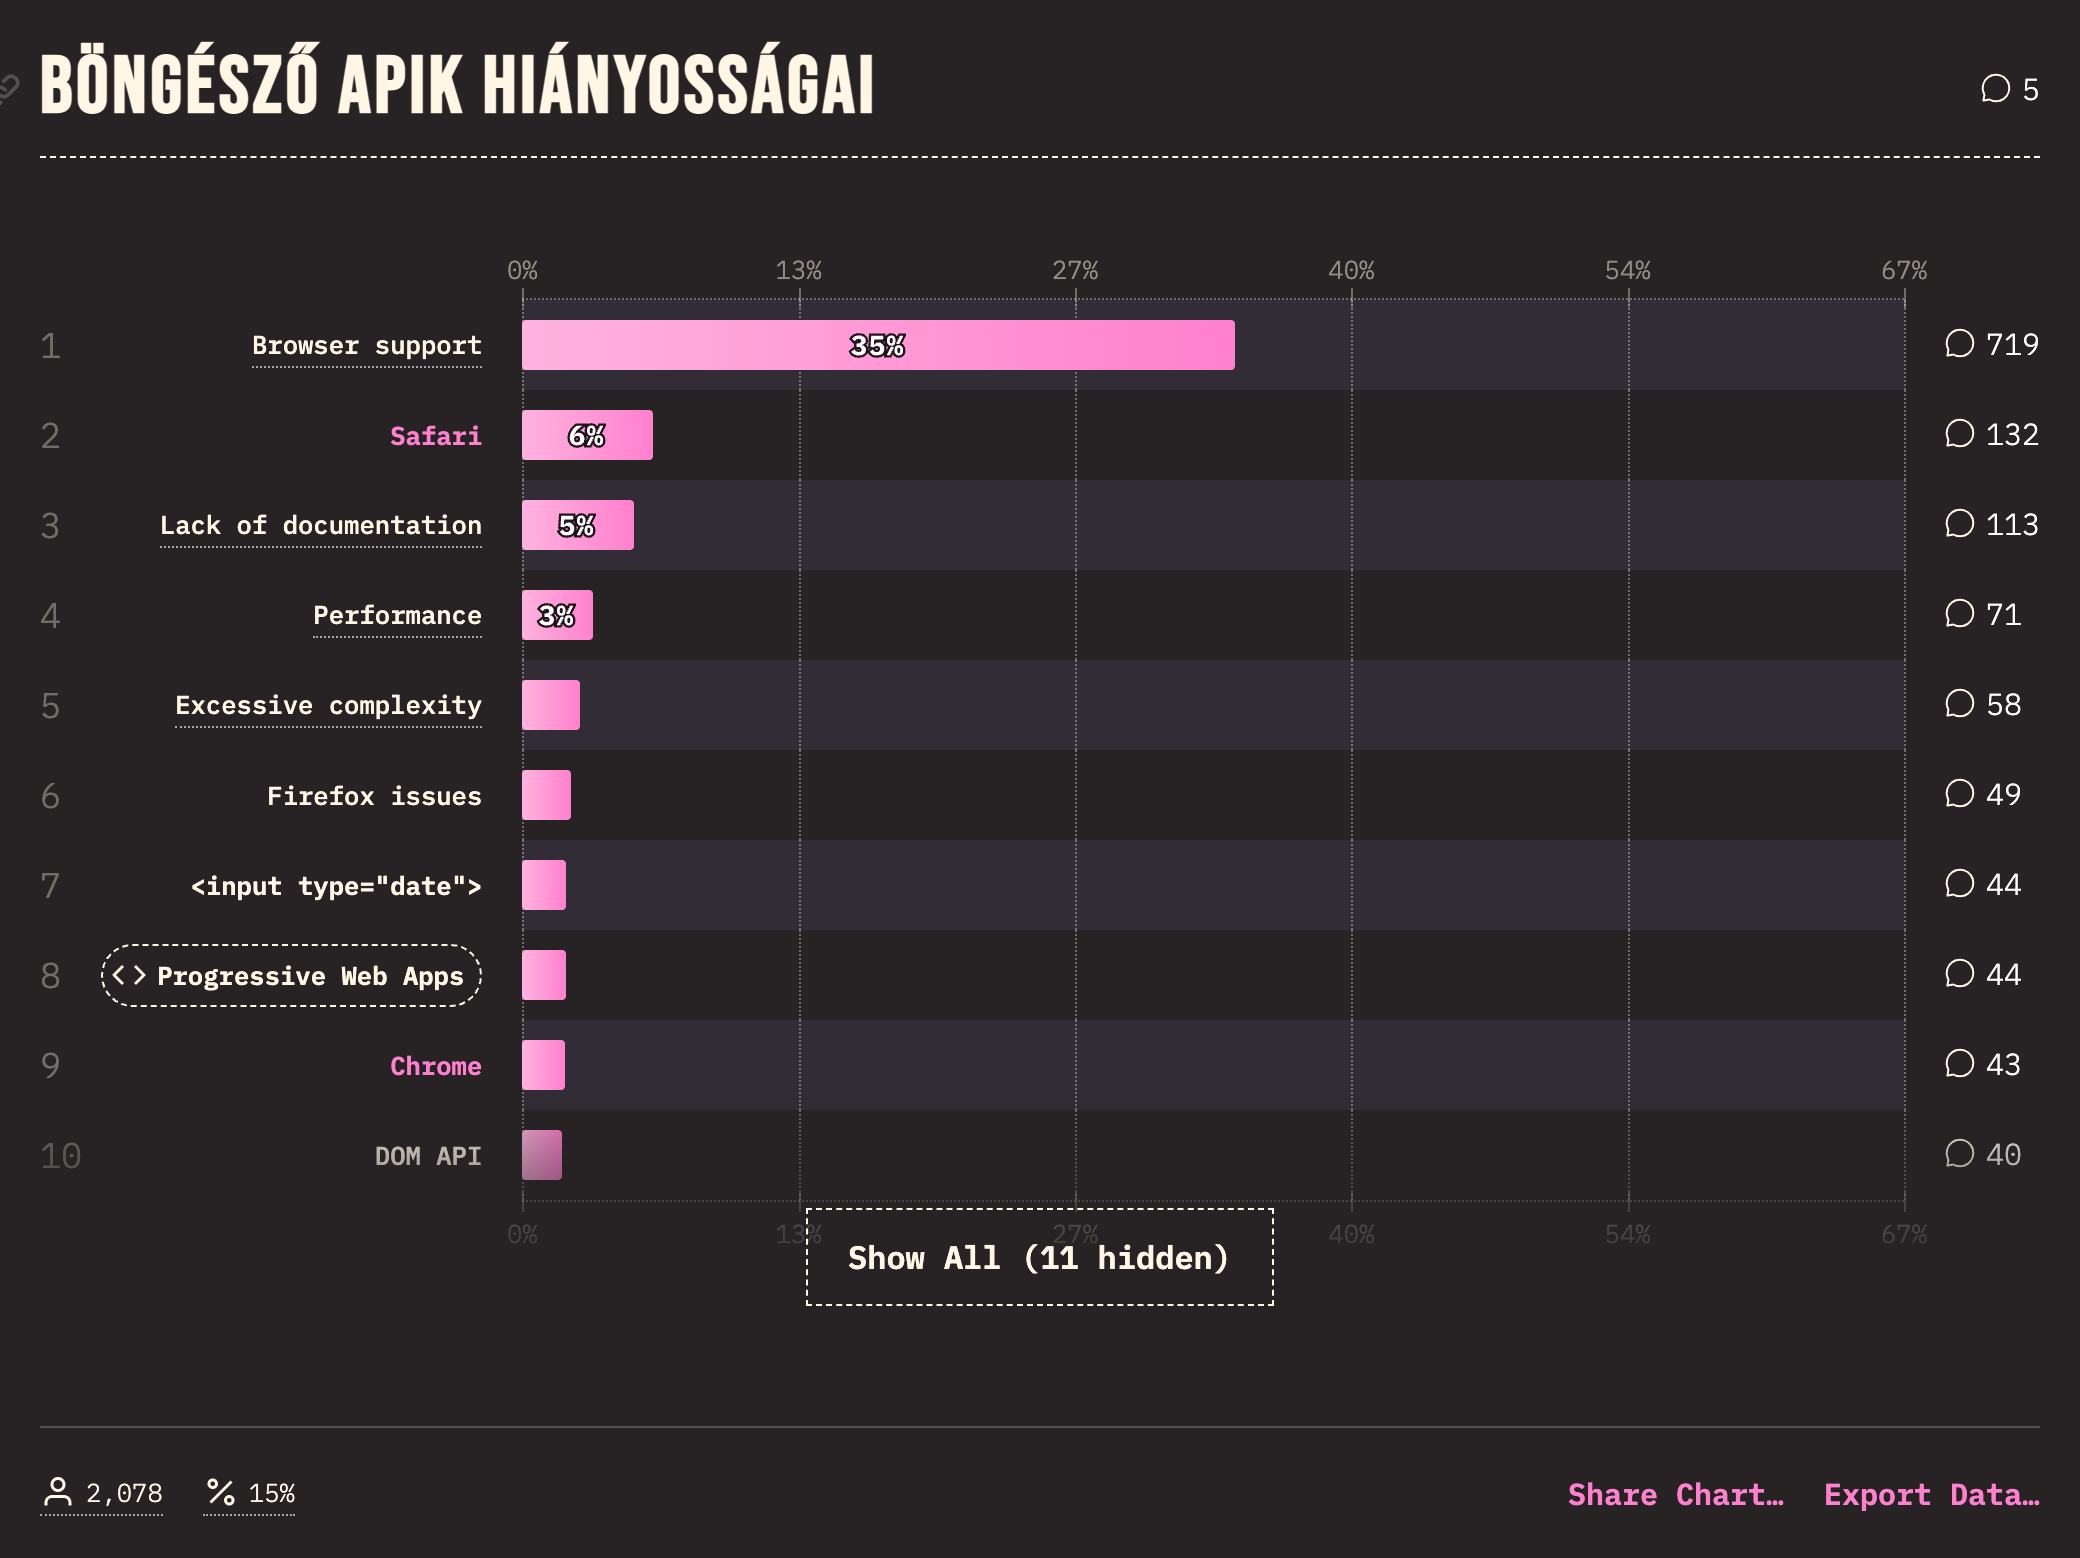 BÖNGÉSZŐ APIK HIÁNYOSSÁGAI
5
0% 13% 27% 40% 54% 67%
1 Browser support 35% 719
2 Safari 6% 132
3 Lack of documentation 5% 113
4 Performance 3% 71
5 Excessive complexity 58
6 Firefox issues 49
7 <input type="date"> 44
8 Progressive Web Apps 44
9 Chrome 43
10 DOM API 40
0% 13% 27% 40% 54% 67%
Show All (11 hidden)
2,078 15% Share Chart… Export Data…